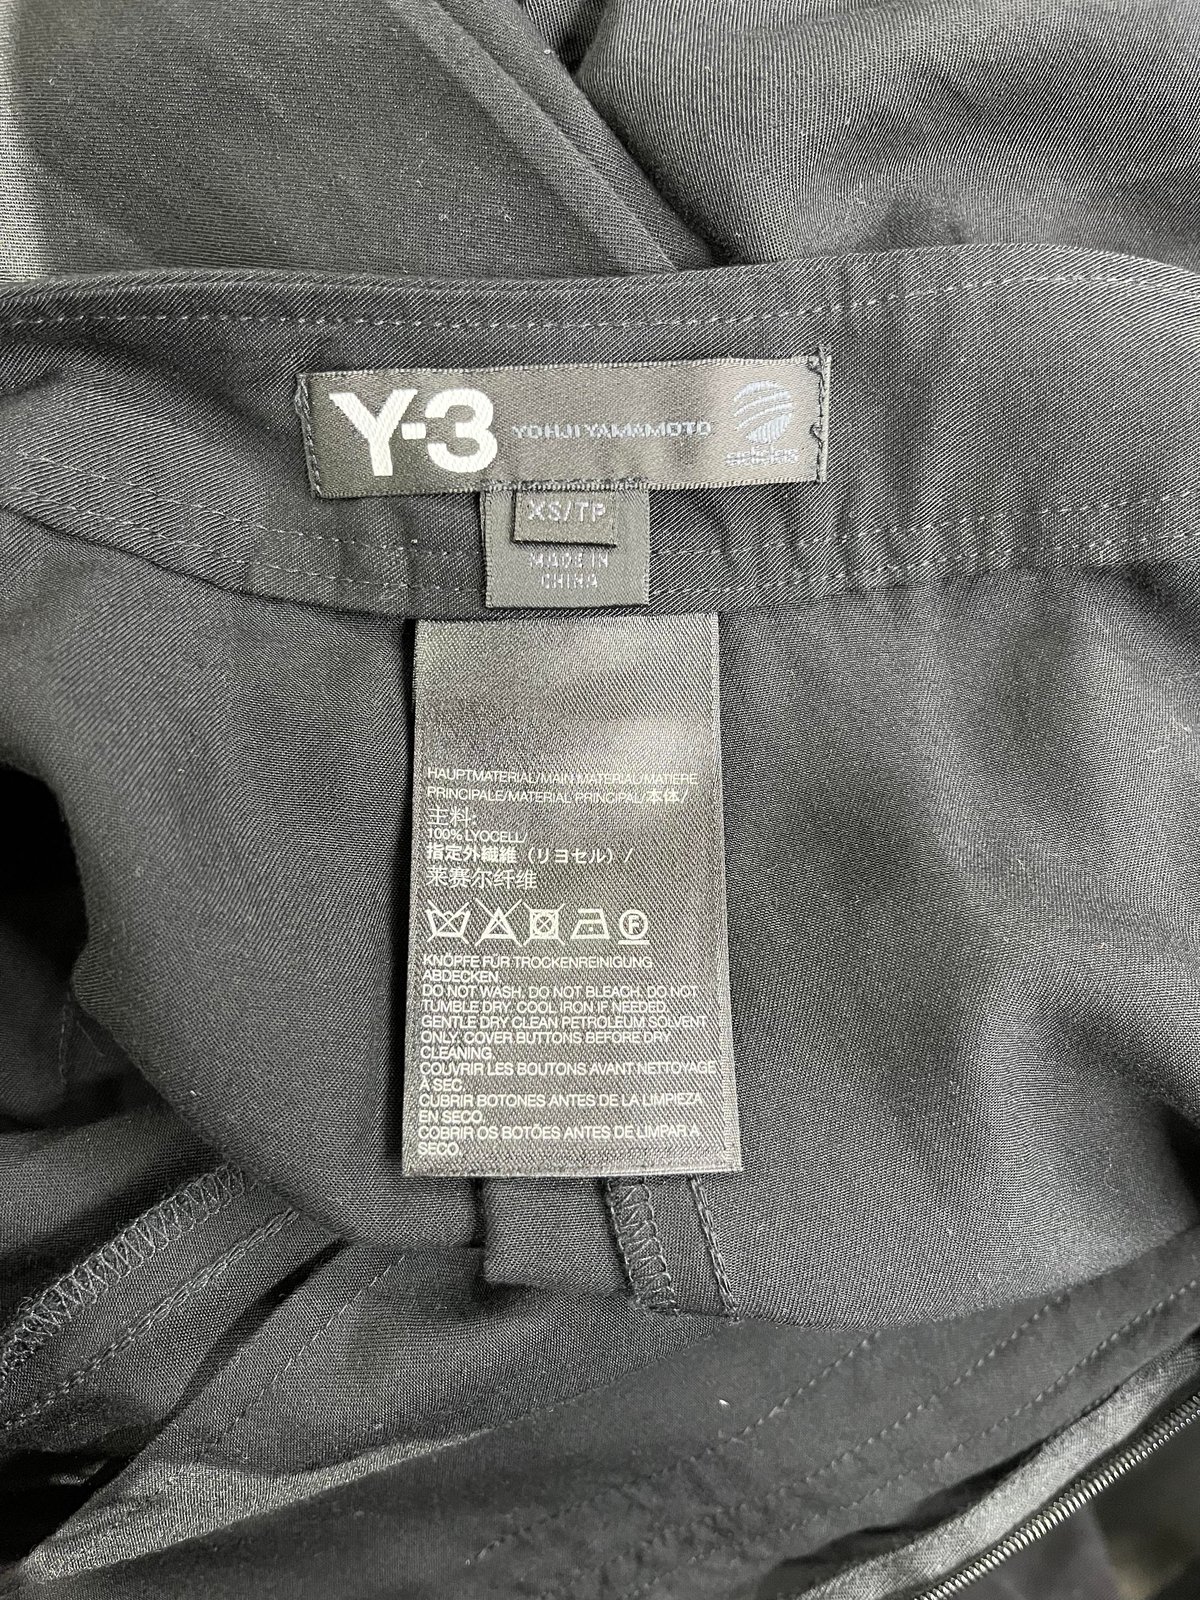 Y-3 YOHJI YAMAMOTO
adidas
XS/TP
MADE IN
CHINA
HAUPTMATERIAL/MAIN MATERIAL/MATIERE
PRINCIPALE/MATERIAL PRINCIPAL/本体/
主料:
100% LYOCELL/
指定外繊維（リヨセル）/
莱赛尔纤维
F
KNÖPFE FÜR TROCKENREINIGUNG
ABDECKEN
DO NOT WASH. DO NOT BLEACH. DO NOT
TUMBLE DRY. COOL IRON IF NEEDED.
GENTLE DRY CLEAN PETROLEUM SOLVENT
ONLY. COVER BUTTONS BEFORE DRY
CLEANING
COUVRIR LES BOUTONS AVANT NETTOYAGE
À SEC.
CUBRIR BOTONES ANTES DE LA LIMPIEZA
EN SECO.
COBRIR OS BOTÕES ANTES DE LIMPAR A
SECO.